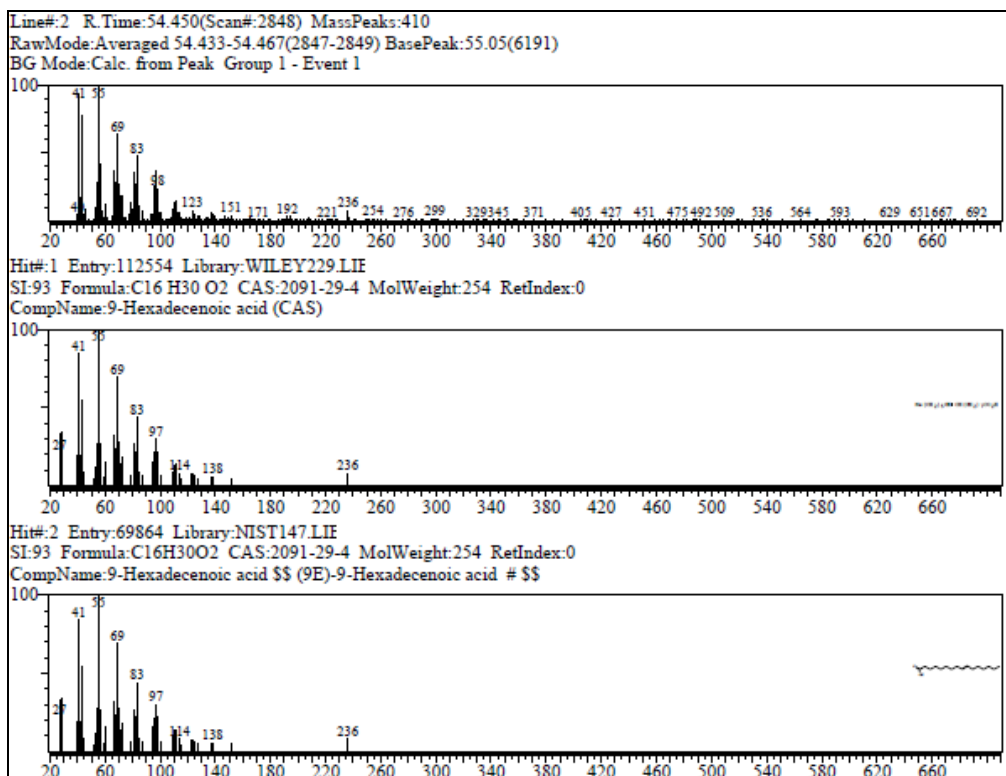 Line#:2 R.Time:54.450(Scan#:2848) MassPeaks:410
RawMode:Averaged 54.433-54.467(2847-2849) BasePeak:55.05(6191)
BG Mode:Calc. from Peak Group 1 - Event 1
100
41 55
69
83
98
123 151 171 192 221 236 254 276 299 329 345 371 405 427 451 475 492 509 536 564 593 629 651 667 692
20 60 100 140 180 220 260 300 340 380 420 460 500 540 580 620 660
Hit#:1 Entry:112554 Library:WILEY229.LIE
SI:93 Formula:C16 H30 O2 CAS:2091-29-4 MolWeight:254 RetIndex:0
CompName:9-Hexadecenoic acid (CAS)
100
41 55
69
83
27 97
114 138 236
20 60 100 140 180 220 260 300 340 380 420 460 500 540 580 620 660
Hit#:2 Entry:69864 Library:NIST147.LIE
SI:93 Formula:C16H30O2 CAS:2091-29-4 MolWeight:254 RetIndex:0
CompName:9-Hexadecenoic acid $$ (9E)-9-Hexadecenoic acid # $$
100
41 55
69
83
27 97
114 138 236
20 60 100 140 180 220 260 300 340 380 420 460 500 540 580 620 660